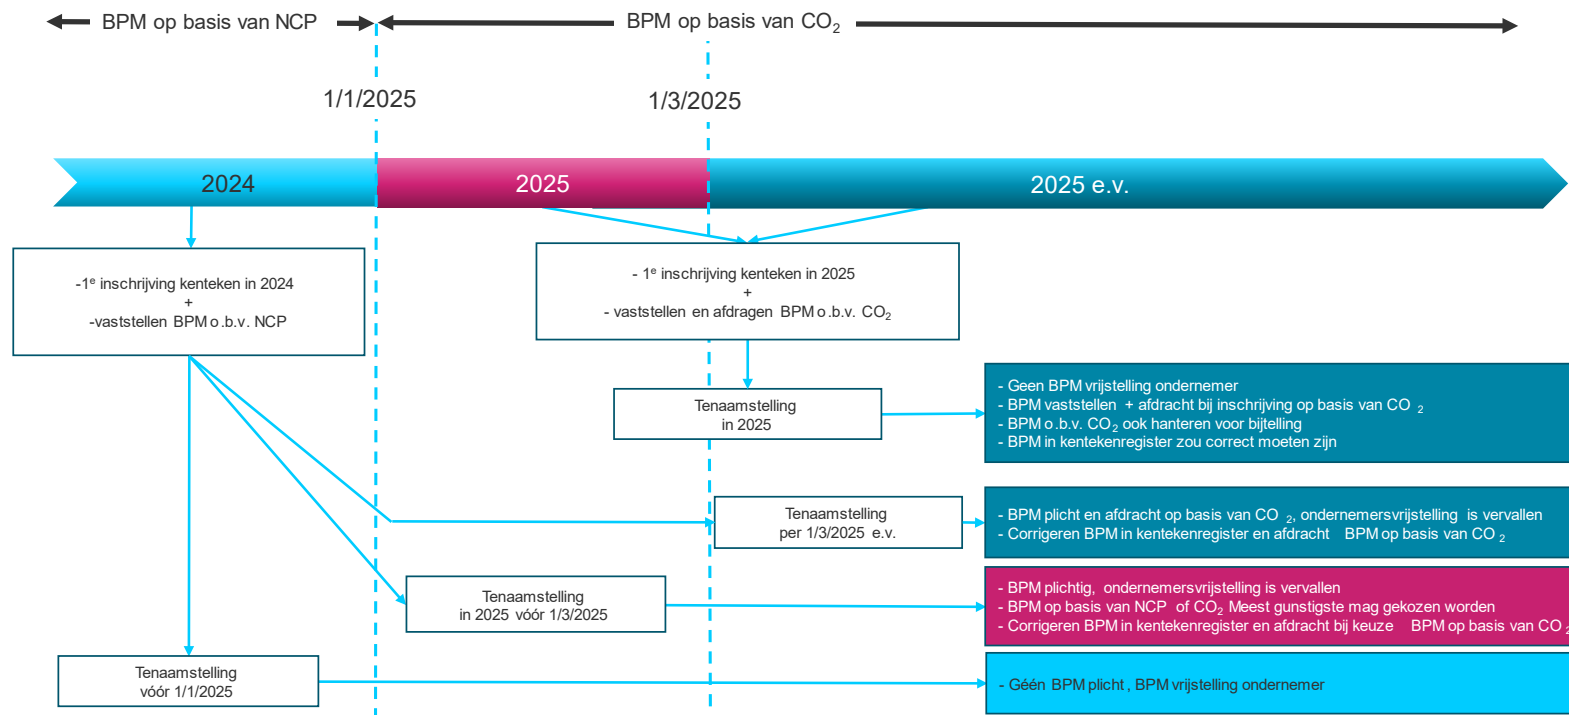 BPM op basis van NCP
BPM op basis van CO2
1/1/2025
1/3/2025
2024
2025
2025 e.v.
-1e inschrijving kenteken in 2024
+
-vaststellen BPM o.b.v. NCP
- 1e inschrijving kenteken in 2025
+
- vaststellen en afdragen BPM o.b.v. CO2
Tenaamstelling
in 2025
- Geen BPM vrijstelling ondernemer
- BPM vaststellen + afdracht bij inschrijving op basis van CO2
- BPM o.b.v. CO2 ook hanteren voor bijtelling
- BPM in kentekenregister zou correct moeten zijn
Tenaamstelling
per 1/3/2025 e.v.
- BPM plicht en afdracht op basis van CO2, ondernemersvrijstelling is vervallen
- Corrigeren BPM in kentekenregister en afdracht BPM op basis van CO2
Tenaamstelling
in 2025 vóór 1/3/2025
- BPM plichtig, ondernemersvrijstelling is vervallen
- BPM op basis van NCP of CO2 Meest gunstigste mag gekozen worden
- Corrigeren BPM in kentekenregister en afdracht bij keuze BPM op basis van CO2
Tenaamstelling
vóór 1/1/2025
- Géén BPM plicht, BPM vrijstelling ondernemer